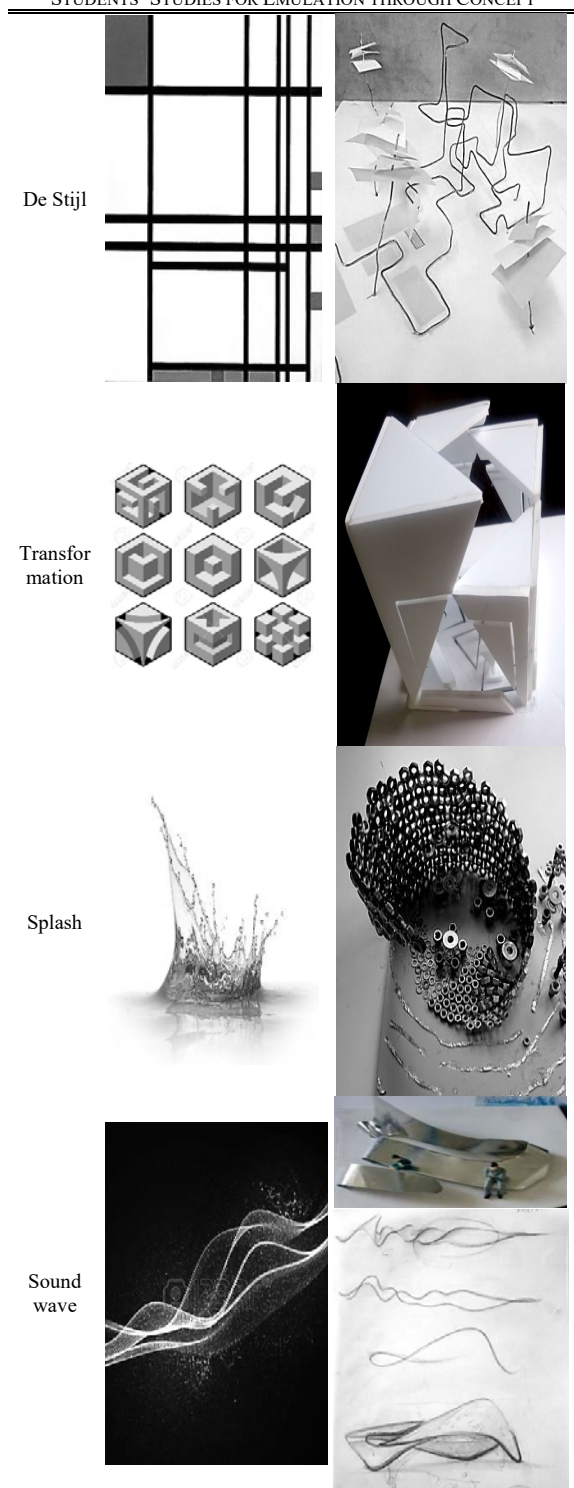 STUDENTS' STUDIES FOR EMULATION THROUGH CONCEPT
De Stijl
Transfor
mation
Splash
Sound
wave